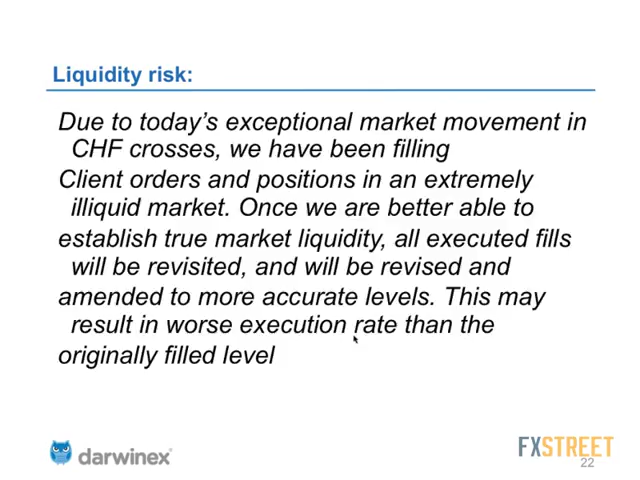 Liquidity risk:
Due to today's exceptional market movement in
CHF crosses, we have been filling
Client orders and positions in an extremely
illiquid market. Once we are better able to
establish true market liquidity, all executed fills
will be revisited, and will be revised and
amended to more accurate levels. This may
result in worse execution rate than the
originally filled level
darwinex®
FXSTREET
22